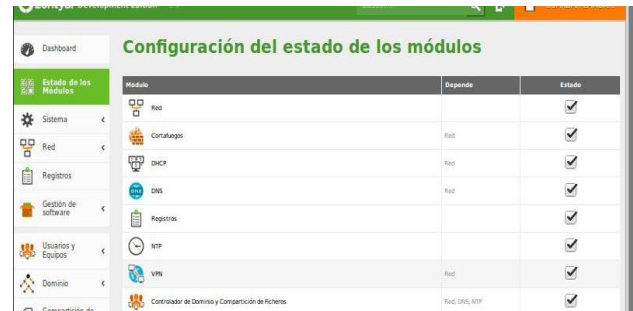 Configuración del estado de los módulos
Dashboard
Estado de los
Módulos
Sistema
Red
Registros
Gestión de
software
Usuarios y
Equipos
Dominio
Módulo Depende Estado
Red
Cortafuegos Red
DHCP Red
DNS Red
Registros
NTP
VPN Red
Controlador de Dominio y Compartición de Ficheros Red, DNS, NTP